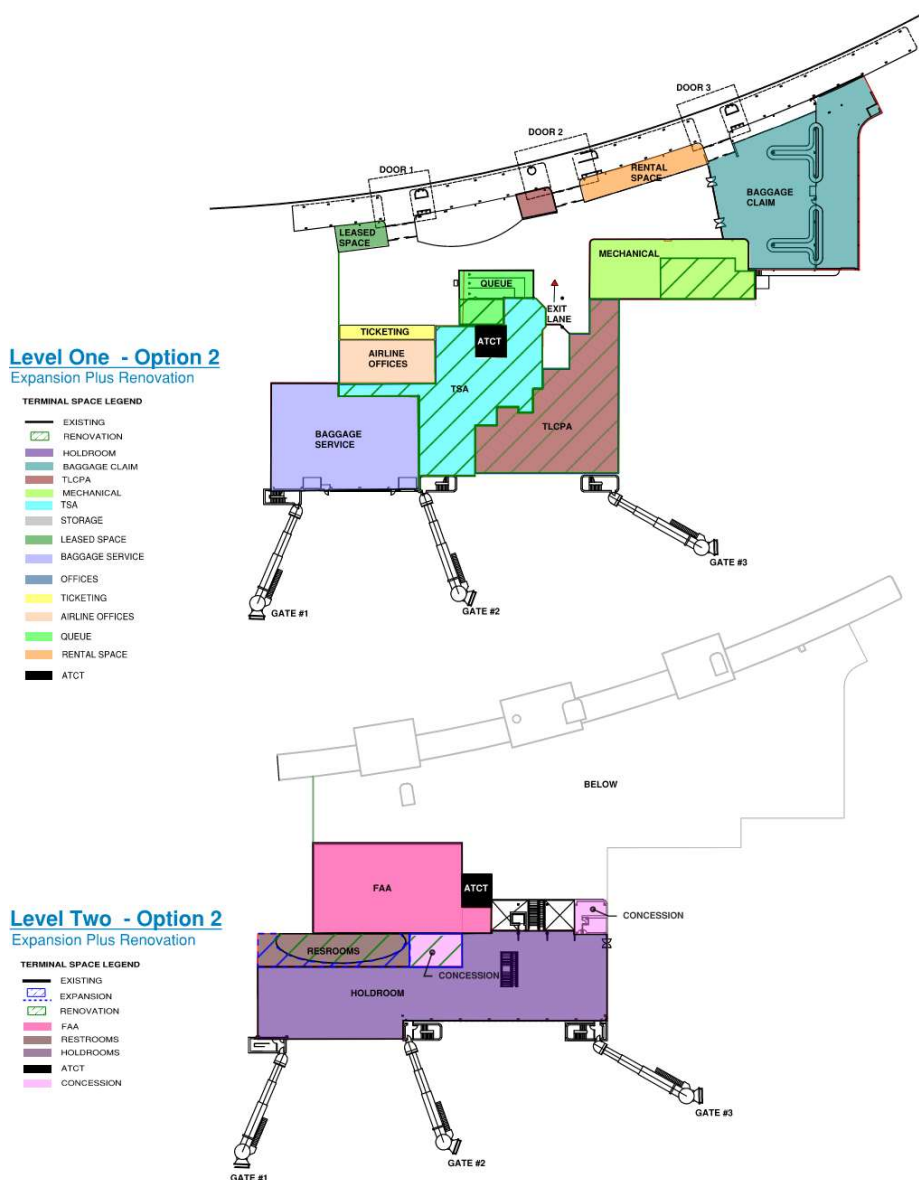 DOOR 3
DOOR 2
DOOR 1
RENTAL
SPACE
BAGGAGE
CLAIM
LEASED
SPACE
MECHANICAL
QUEUE
EXIT
LANE
TICKETING
ATCT
AIRLINE
OFFICES
TSA
BAGGAGE
SERVICE
TLCPA
GATE #1
GATE #2
GATE #3
Level One - Option 2
Expansion Plus Renovation
TERMINAL SPACE LEGEND
EXISTING
RENOVATION
HOLDROOM
BAGGAGE CLAIM
TLCPA
MECHANICAL
TSA
STORAGE
LEASED SPACE
BAGGAGE SERVICE
OFFICES
TICKETING
AIRLINE OFFICES
QUEUE
RENTAL SPACE
ATCT
BELOW
FAA
ATCT
CONCESSION
RESROOMS
CONCESSION
HOLDROOM
GATE #3
GATE #2
GATE #1
Level Two - Option 2
Expansion Plus Renovation
TERMINAL SPACE LEGEND
EXISTING
EXPANSION
RENOVATION
FAA
RESTROOMS
HOLDROOMS
ATCT
CONCESSION